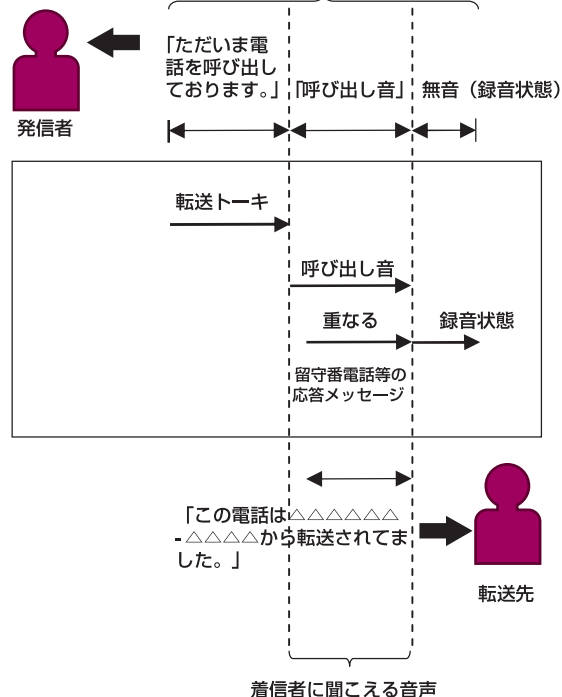 「ただいま電
話を呼び出し
ております。」
「呼び出し音」
無音（録音状態）
発信者
転送トーキ
呼び出し音
重なる
録音状態
留守番電話等の
応答メッセージ
「この電話は△△△△△△
-△△△△から転送されてま
した。」
転送先
着信者に聞こえる音声